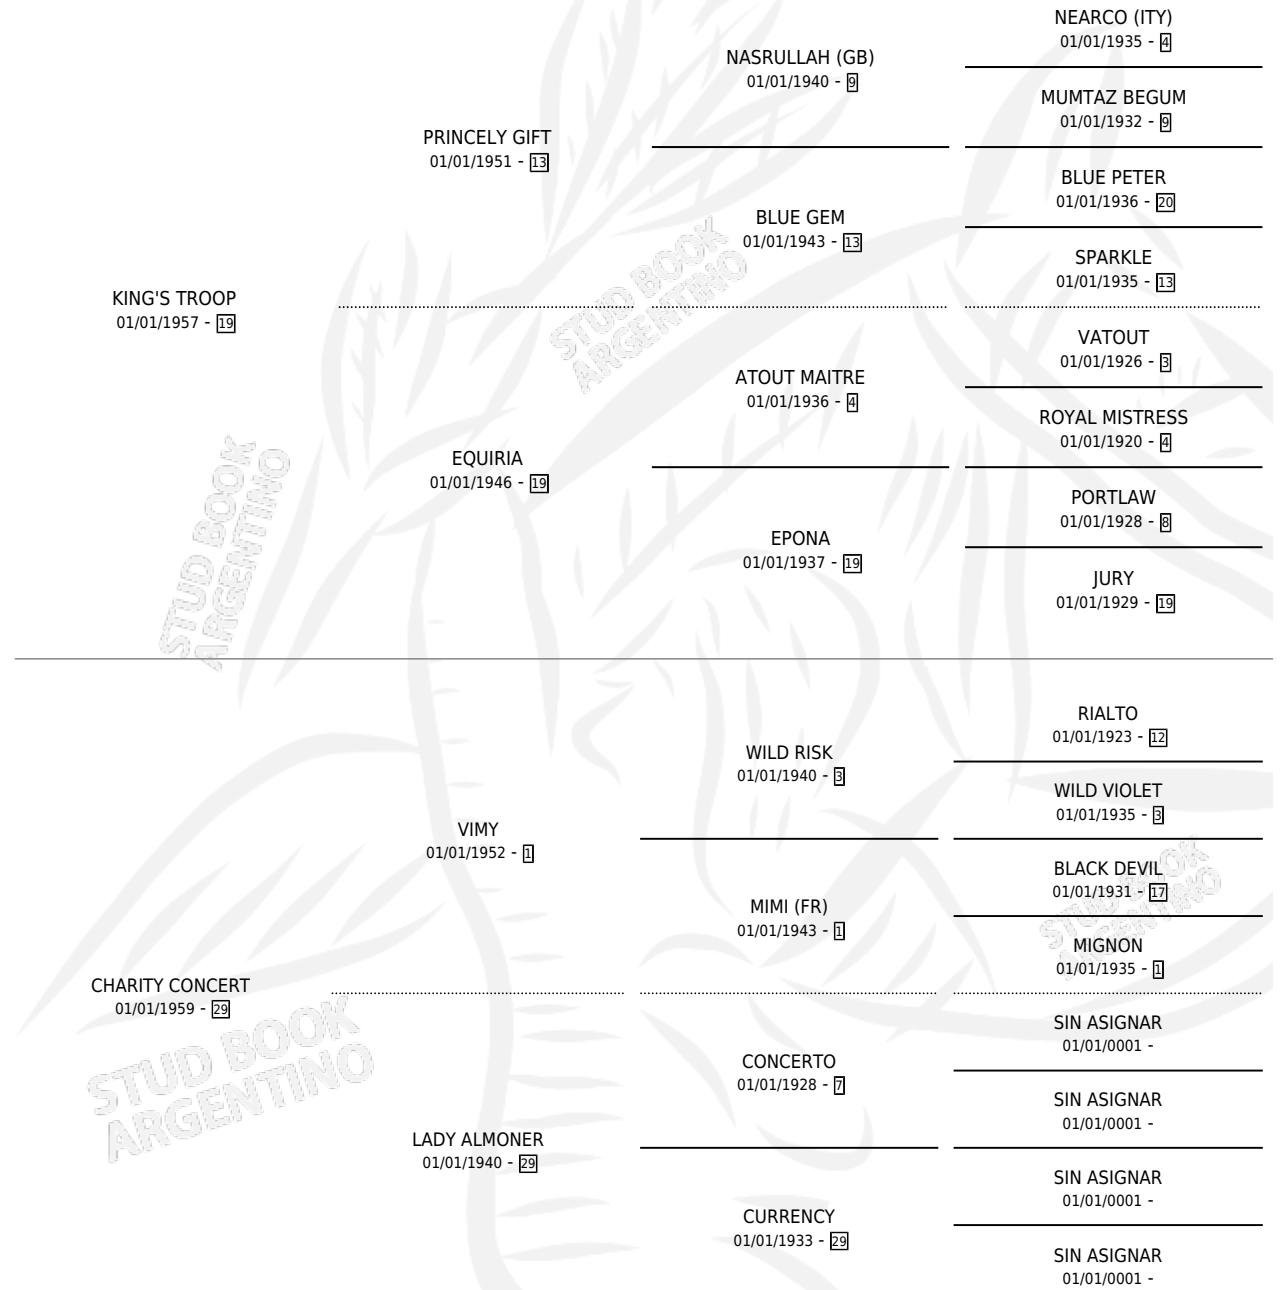 NEARCO (ITY)
01/01/1935 - 4
NASRULLAH (GB)
01/01/1940 - 9
MUMTAZ BEGUM
01/01/1932 - 9
PRINCELY GIFT
01/01/1951 - 13
BLUE PETER
01/01/1936 - 20
BLUE GEM
01/01/1943 - 13
SPARKLE
01/01/1935 - 13
KING'S TROOP
01/01/1957 - 19
VATOUT
01/01/1926 - 3
ATOUT MAITRE
01/01/1936 - 4
ROYAL MISTRESS
01/01/1920 - 4
EQUIRIA
01/01/1946 - 19
PORTLAW
01/01/1928 - 8
EPONA
01/01/1937 - 19
JURY
01/01/1929 - 19
RIALTO
01/01/1923 - 12
WILD RISK
01/01/1940 - 3
WILD VIOLET
01/01/1935 - 3
VIMY
01/01/1952 - 1
BLACK DEVIL
01/01/1931 - 17
MIMI (FR)
01/01/1943 - 1
MIGNON
01/01/1935 - 1
CHARITY CONCERT
01/01/1959 - 29
SIN ASIGNAR
01/01/0001 -
CONCERTO
01/01/1928 - 7
SIN ASIGNAR
01/01/0001 -
LADY ALMONER
01/01/1940 - 29
SIN ASIGNAR
01/01/0001 -
CURRENCY
01/01/1933 - 29
SIN ASIGNAR
01/01/0001 -
STUD BOOK
ARGENTINO
STUD BOOK
ARGENTINO
STUD BOOK
ARGENTINO
STUD BOOK
ARGENTINO